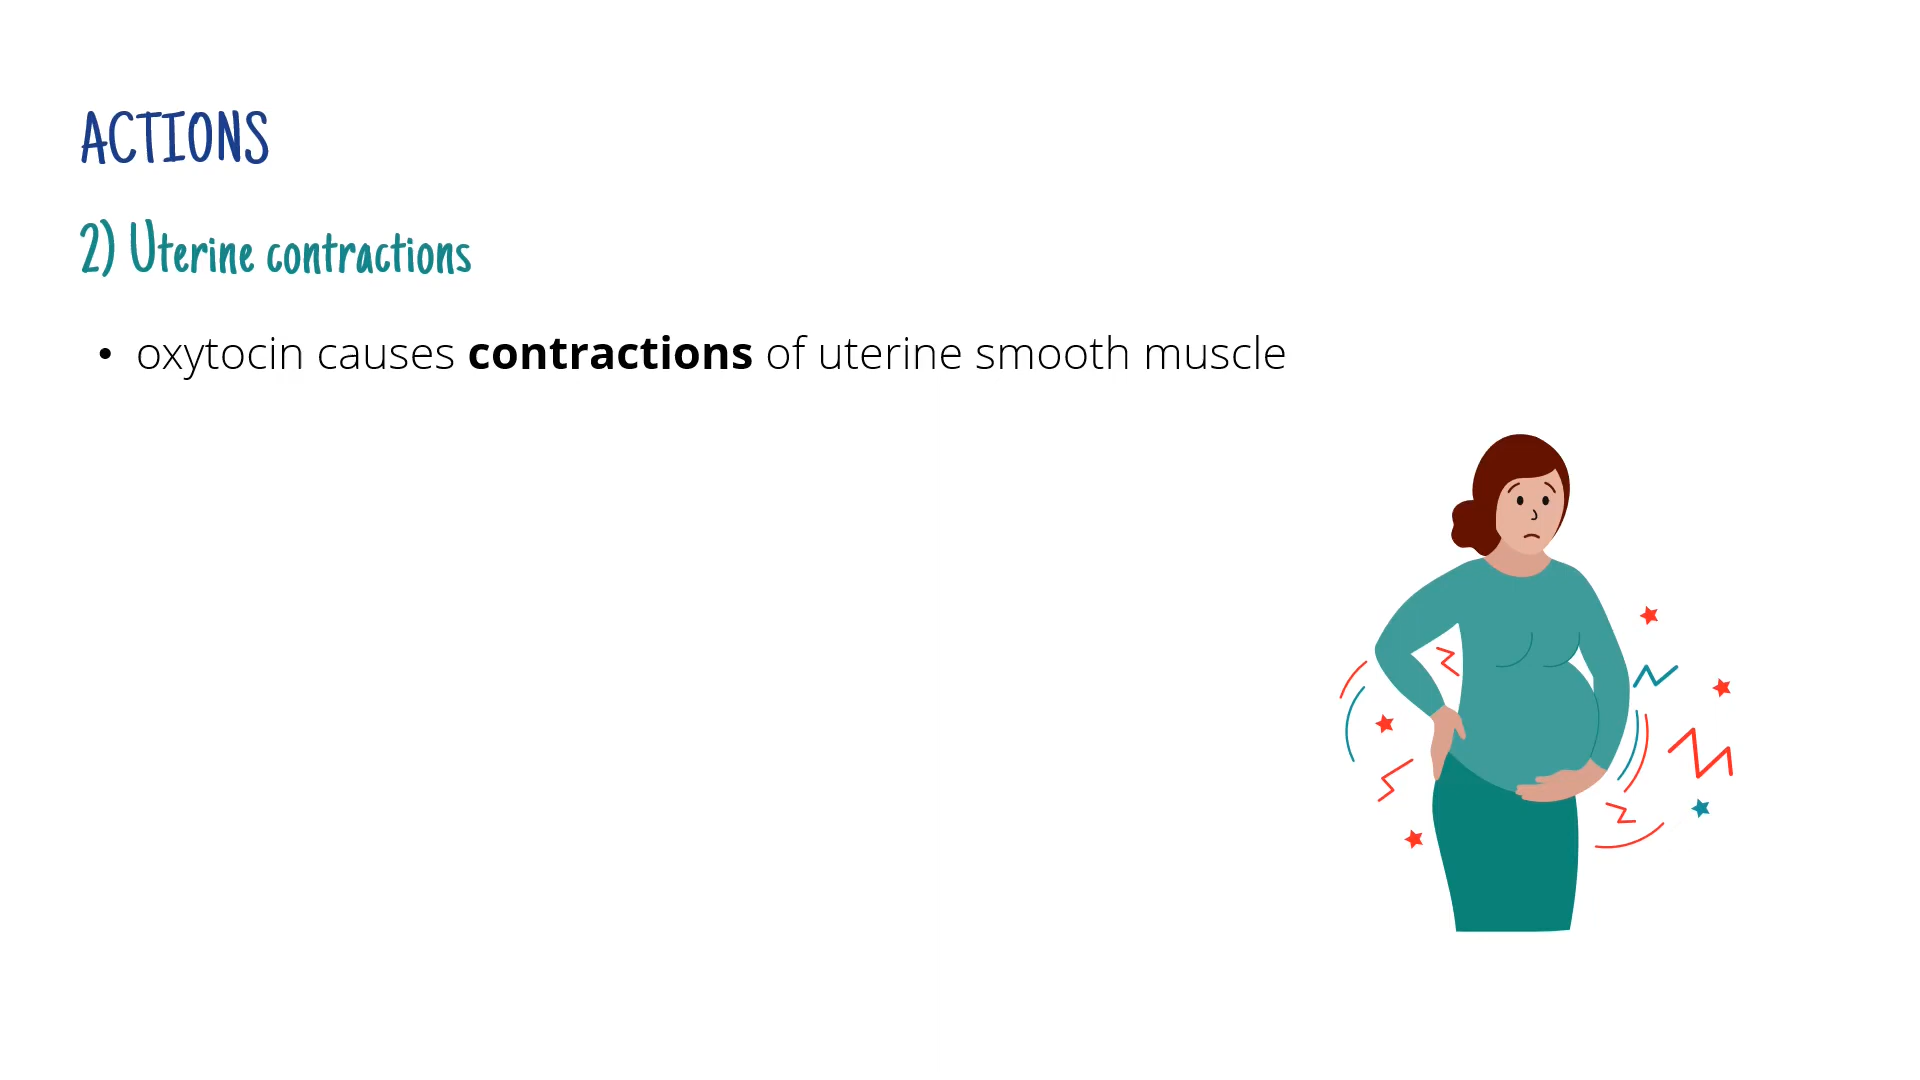 ACTIONS
2) Uterine contractions
• oxytocin causes contractions of uterine smooth muscle